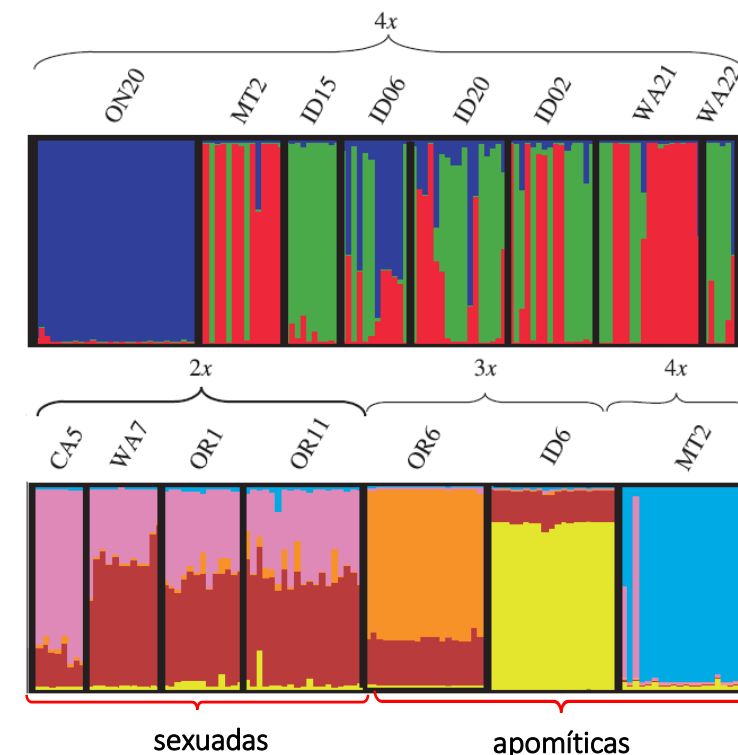 4x
ON20 MT2 ID15 ID06 ID20 ID02 WA21 WA22
2x 3x 4x
CA5 WA7 OR1 OR11 OR6 ID6 MT2
sexuadas apomíticas